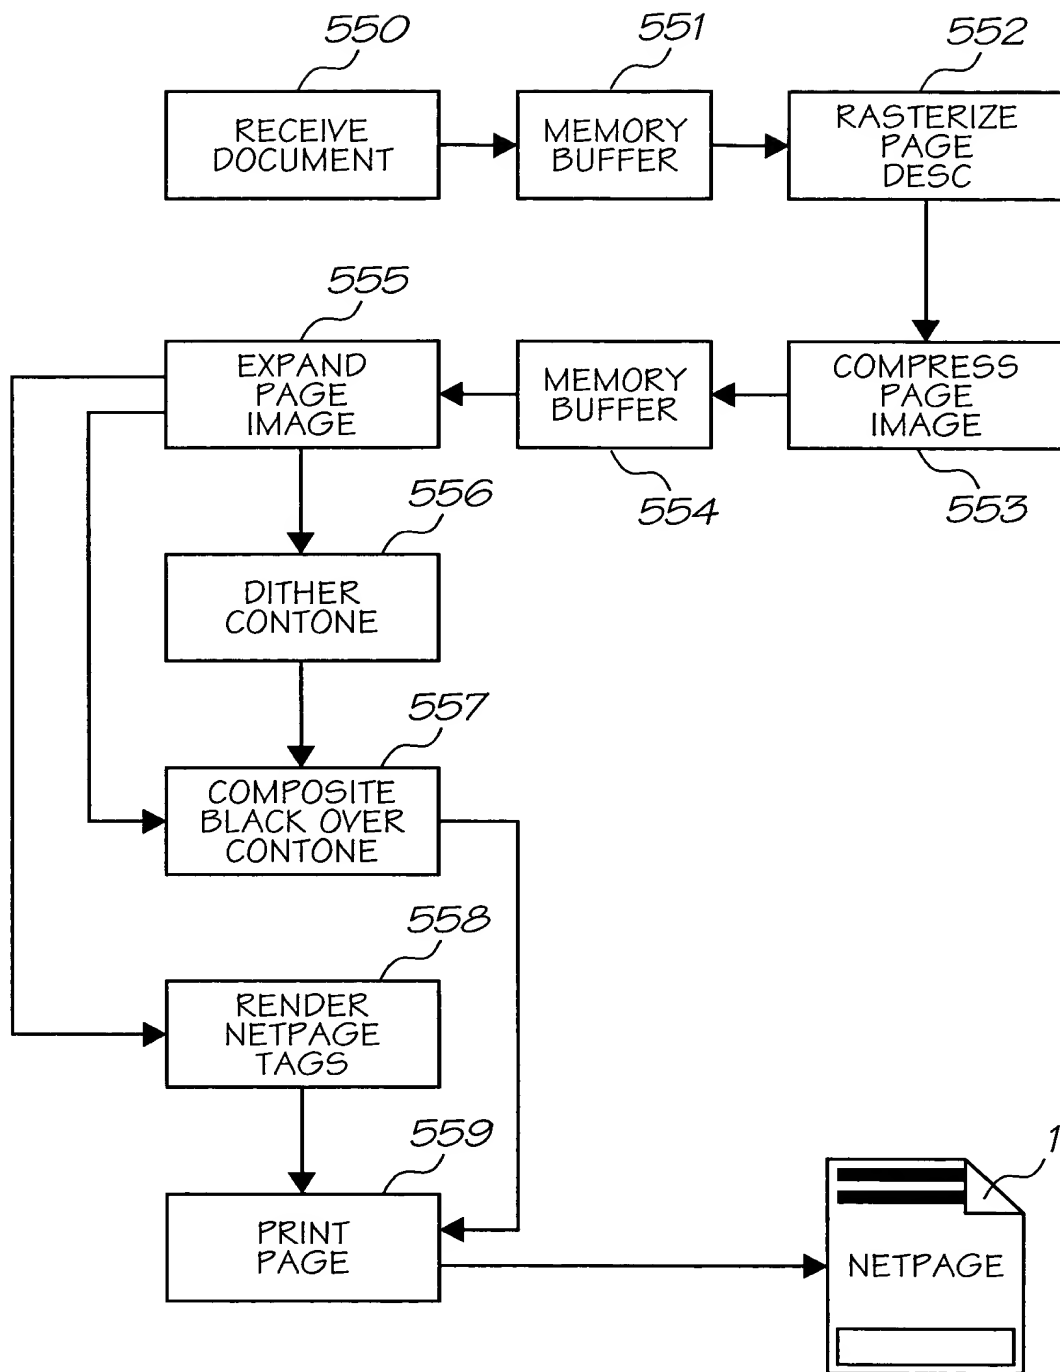 550
551
552
RECEIVE
DOCUMENT
MEMORY
BUFFER
RASTERIZE
PAGE
DESC
555
EXPAND
PAGE
IMAGE
MEMORY
BUFFER
COMPRESS
PAGE
IMAGE
554
553
556
DITHER
CONTONE
557
COMPOSITE
BLACK OVER
CONTONE
558
RENDER
NETPAGE
TAGS
559
PRINT
PAGE
1
NETPAGE